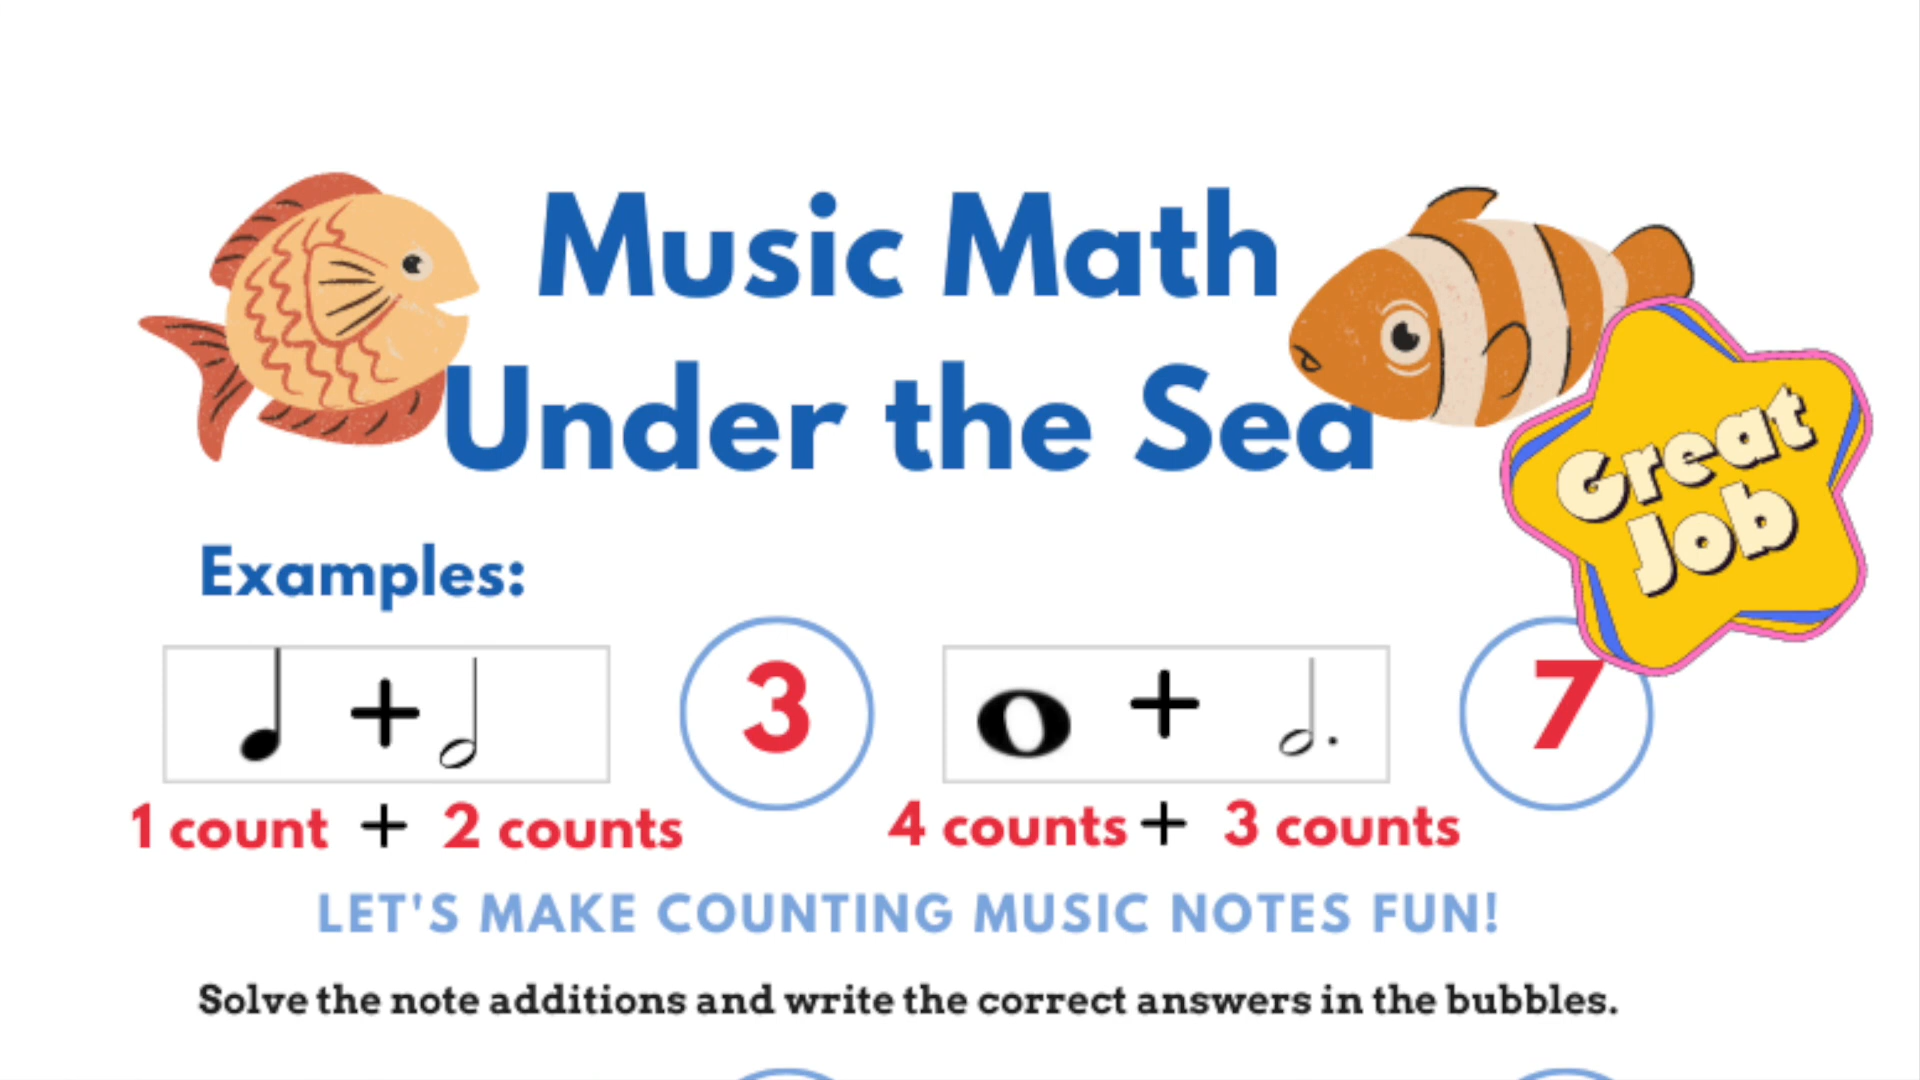 Music Math
Under the Sea
Great
Job
Examples:
+
3
+
7
1 count + 2 counts
4 counts + 3 counts
LET'S MAKE COUNTING MUSIC NOTES FUN!
Solve the note additions and write the correct answers in the bubbles.